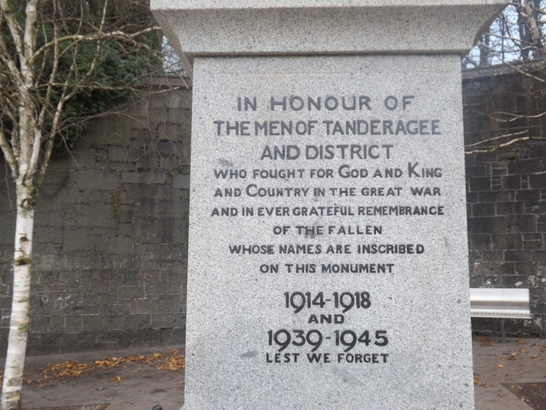 IN HONOUR OF
THE MEN OF TANDERAGEE
AND DISTRICT
WHO FOUGHT FOR GOD AND KING
AND COUNTRY IN THE GREAT WAR
AND IN EVER GRATEFUL REMEMBRANCE
OF THE FALLEN
WHOSE NAMES ARE INSCRIBED
ON THIS MONUMENT
1914-1918
AND
1939-1945
LEST WE FORGET